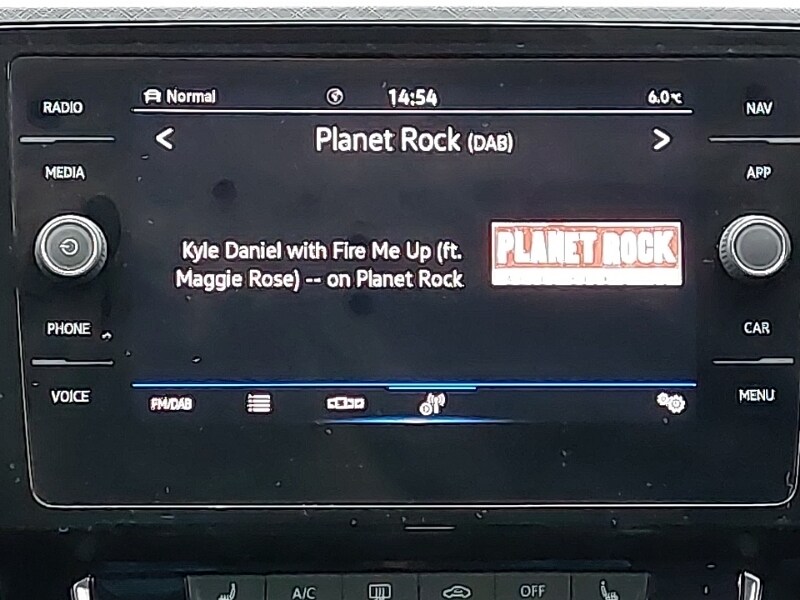 RADIO
MEDIA
PHONE
VOICE
Normal
14:54
6.0°C
< Planet Rock (DAB) >
Kyle Daniel with Fire Me Up (ft.
Maggie Rose) -- on Planet Rock
PLANET ROCK
FM/DAB
NAV
APP
CAR
MENU
A/C
OFF